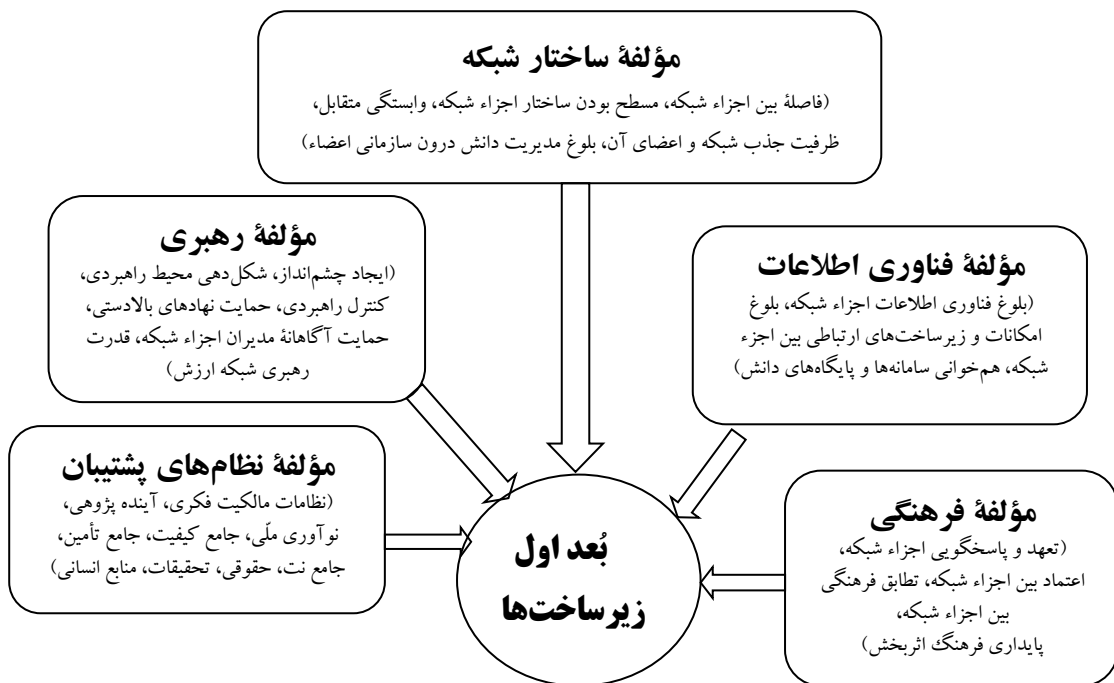 مؤلفهٔ ساختار شبکه
(فاصلهٔ بین اجزاء شبکه، مسطح بودن ساختار اجزاء شبکه، وابستگی متقابل،
ظرفیت جذب شبکه و اعضای آن، بلوغ مدیریت دانش درون سازمانی اعضاء)
مؤلفهٔ فناوری اطلاعات
(بلوغ فناوری اطلاعات اجزاء شبکه، بلوغ
امکانات و زیرساخت‌های ارتباطی بین اجزء
شبکه، هم‌خوانی سامانه‌ها و پایگاه‌های دانش)
مؤلفهٔ رهبری
(ایجاد چشم‌انداز، شکل‌دهی محیط راهبردی،
کنترل راهبردی، حمایت نهادهای بالادستی،
حمایت آگاهانهٔ مدیران اجزاء شبکه، قدرت
رهبری شبکه ارزش)
مؤلفهٔ فرهنگی
(تعهد و پاسخگویی اجزاء شبکه،
اعتماد بین اجزاء شبکه، تطابق فرهنگی
بین اجزاء شبکه،
پایداری فرهنگ اثربخش)
بُعد اول
زیرساخت‌ها
مؤلفهٔ نظام‌های پشتیبان
(نظامات مالکیت فکری، آینده پژوهی،
نوآوری ملّی، جامع کیفیت، جامع تأمین،
جامع نت، حقوقی، تحقیقات، منابع انسانی)